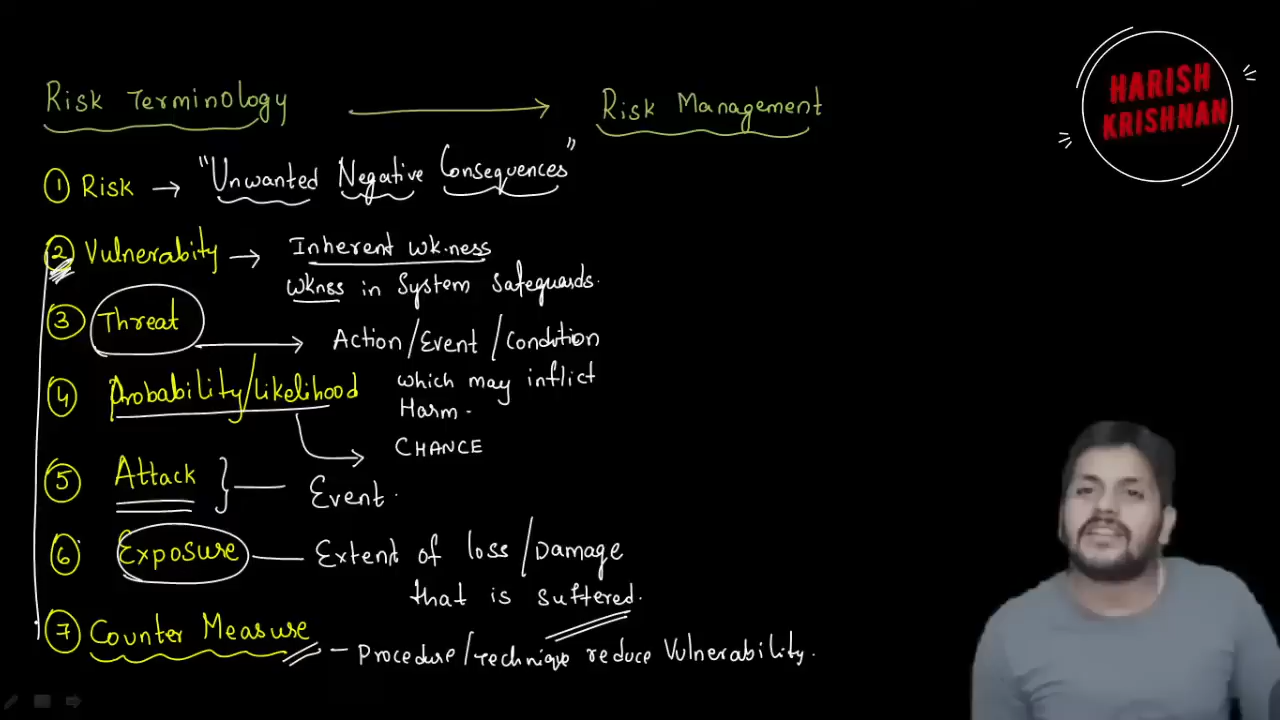 Risk Terminology → Risk Management
HARISH KRISHNAN
① Risk → "Unwanted Negative Consequences"
② Vulnerabity → Inherent wk.ness
wknss in System Safeguards.
③ Threat → Action/Event/Condition
which may inflict
Harm.
④ Probability/Likelihood → CHANCE
⑤ Attack } — Event.
⑥ Exposure — Extent of loss/Damage
that is suffered.
⑦ Counter Measure — Procedure/Technique reduce Vulnerability.